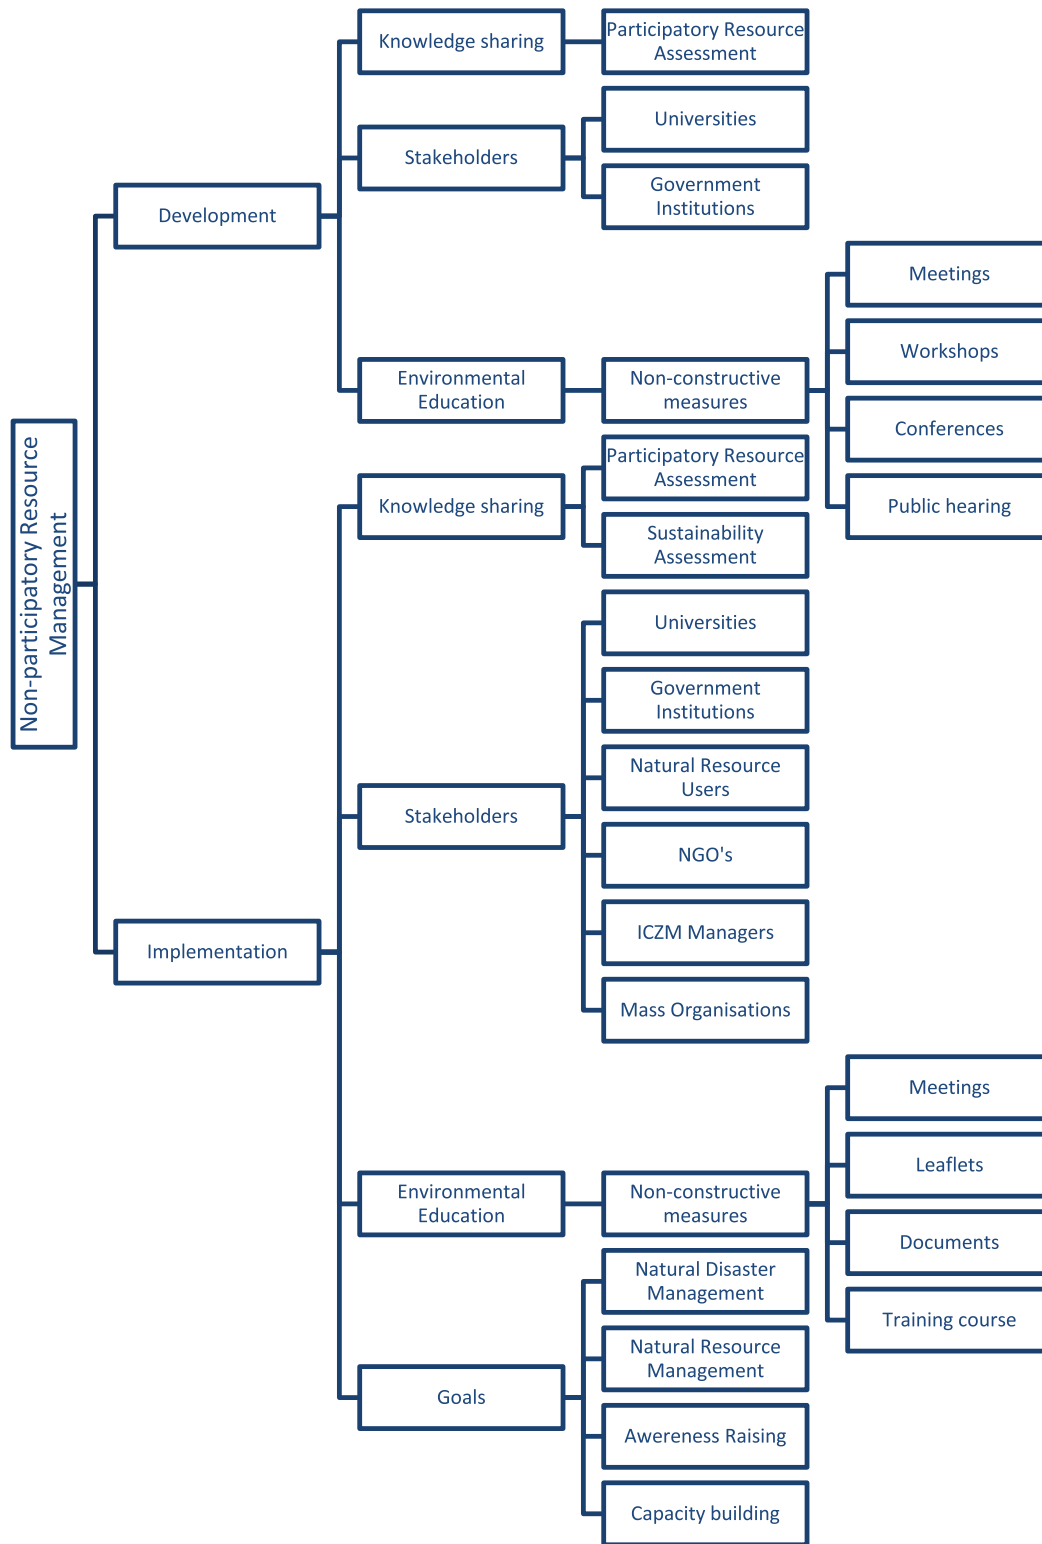 Non-participatory Resource
Management
Development
Knowledge sharing
Participatory Resource
Assessment
Stakeholders
Universities
Government
Institutions
Environmental
Education
Non-constructive
measures
Meetings
Workshops
Conferences
Public hearing
Implementation
Knowledge sharing
Participatory Resource
Assessment
Sustainability
Assessment
Stakeholders
Universities
Government
Institutions
Natural Resource
Users
NGO's
ICZM Managers
Mass Organisations
Environmental
Education
Non-constructive
measures
Meetings
Leaflets
Documents
Training course
Goals
Natural Disaster
Management
Natural Resource
Management
Awereness Raising
Capacity building